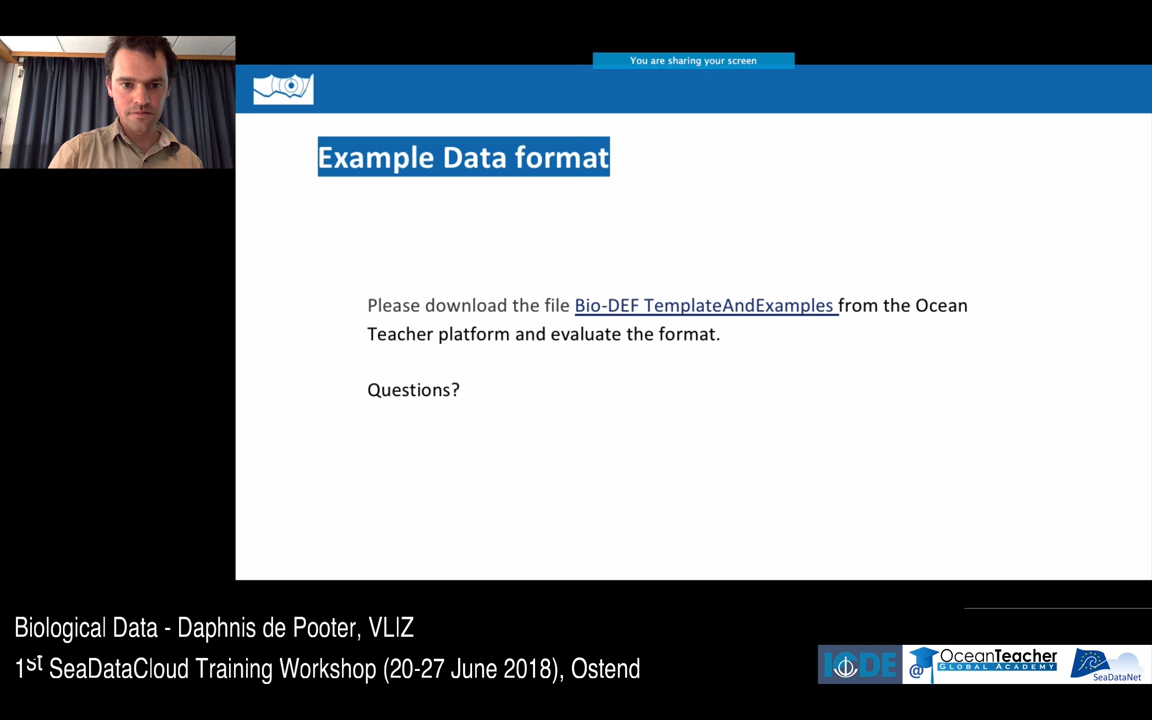 You are sharing your screen
Example Data format
Please download the file Bio-DEF TemplateAndExamples from the Ocean
Teacher platform and evaluate the format.
Questions?
Biological Data - Daphnis de Pooter, VLIZ
1st SeaDataCloud Training Workshop (20-27 June 2018), Ostend
IODE
@ OceanTeacher
GLOBAL ACADEMY
SeaDataNet